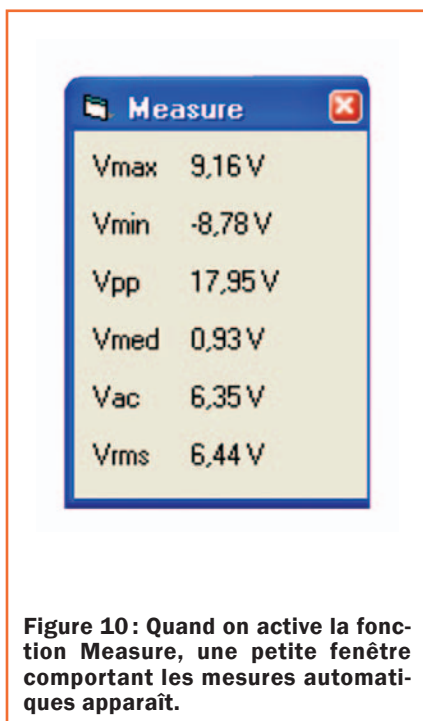 Measure
Vmax 9,16 V
Vmin -8,78 V
Vpp 17,95 V
Vmed 0,93 V
Vac 6,35 V
Vrms 6,44 V
Figure 10 : Quand on active la fonc-
tion Measure, une petite fenêtre
comportant les mesures automati-
ques apparaît.